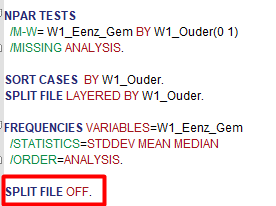 NPAR TESTS
/M-W= W1_Eenz_Gem BY W1_Ouder(0 1)
/MISSING ANALYSIS.
SORT CASES  BY W1_Ouder.
SPLIT FILE LAYERED BY W1_Ouder.
FREQUENCIES VARIABLES=W1_Eenz_Gem
/STATISTICS=STDDEV MEAN MEDIAN
/ORDER=ANALYSIS.
SPLIT FILE OFF.